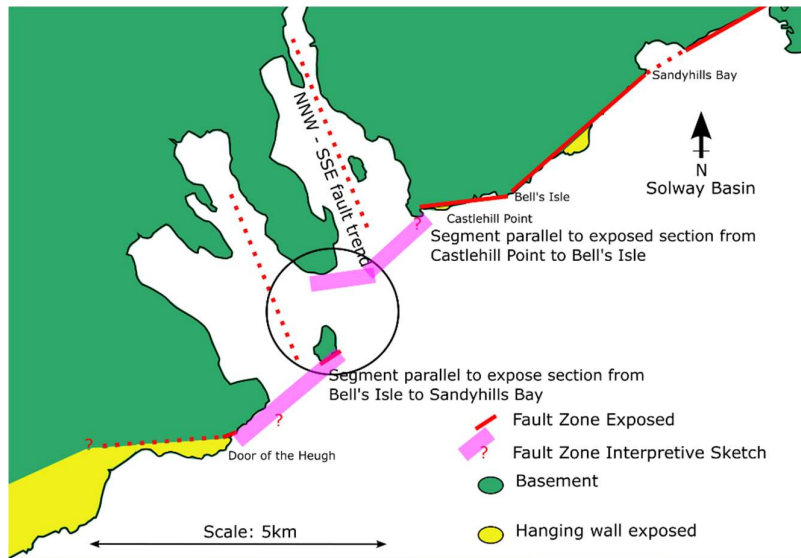 Sandyhills Bay
N
Solway Basin
NNW - SSE fault trend
Bell's Isle
Castlehill Point
?
Segment parallel to exposed section from
Castlehill Point to Bell's Isle
Segment parallel to expose section from
Bell's Isle to Sandyhills Bay
?
?
Door of the Heugh
Fault Zone Exposed
? Fault Zone Interpretive Sketch
Basement
Hanging wall exposed
Scale: 5km